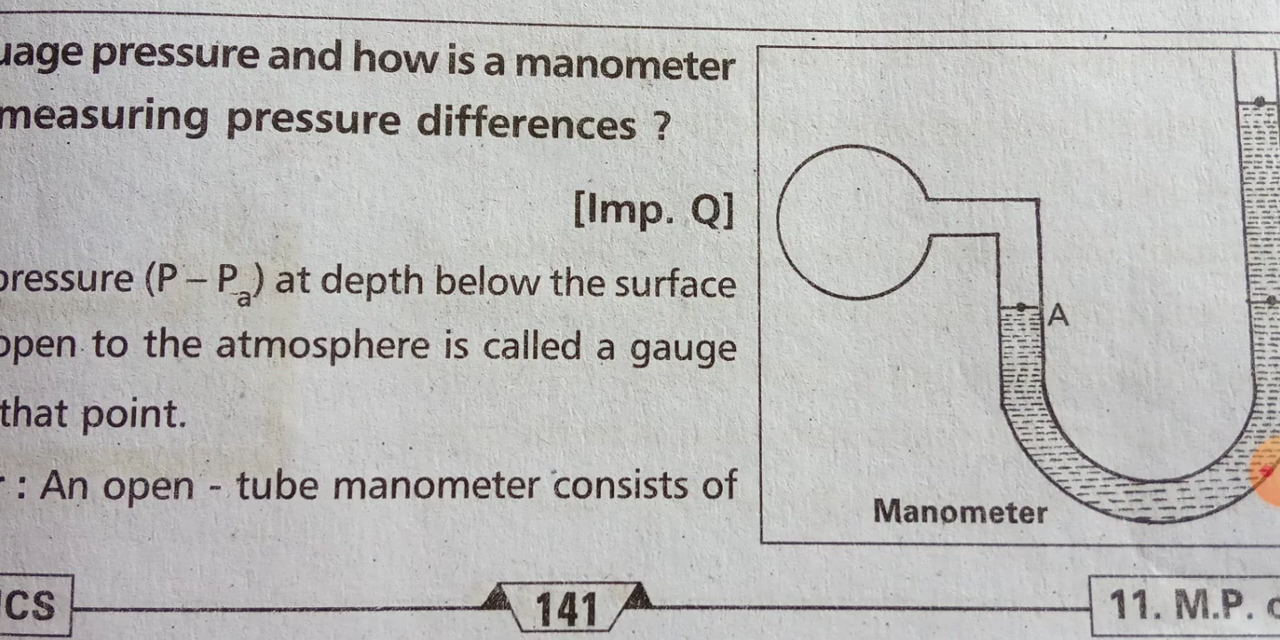 uage pressure and how is a manometer
measuring pressure differences ?
[Imp. Q]
pressure (P – Pa) at depth below the surface
open to the atmosphere is called a gauge
that point.
: An open - tube manometer consists of
A
Manometer
CS
141
11. M.P.